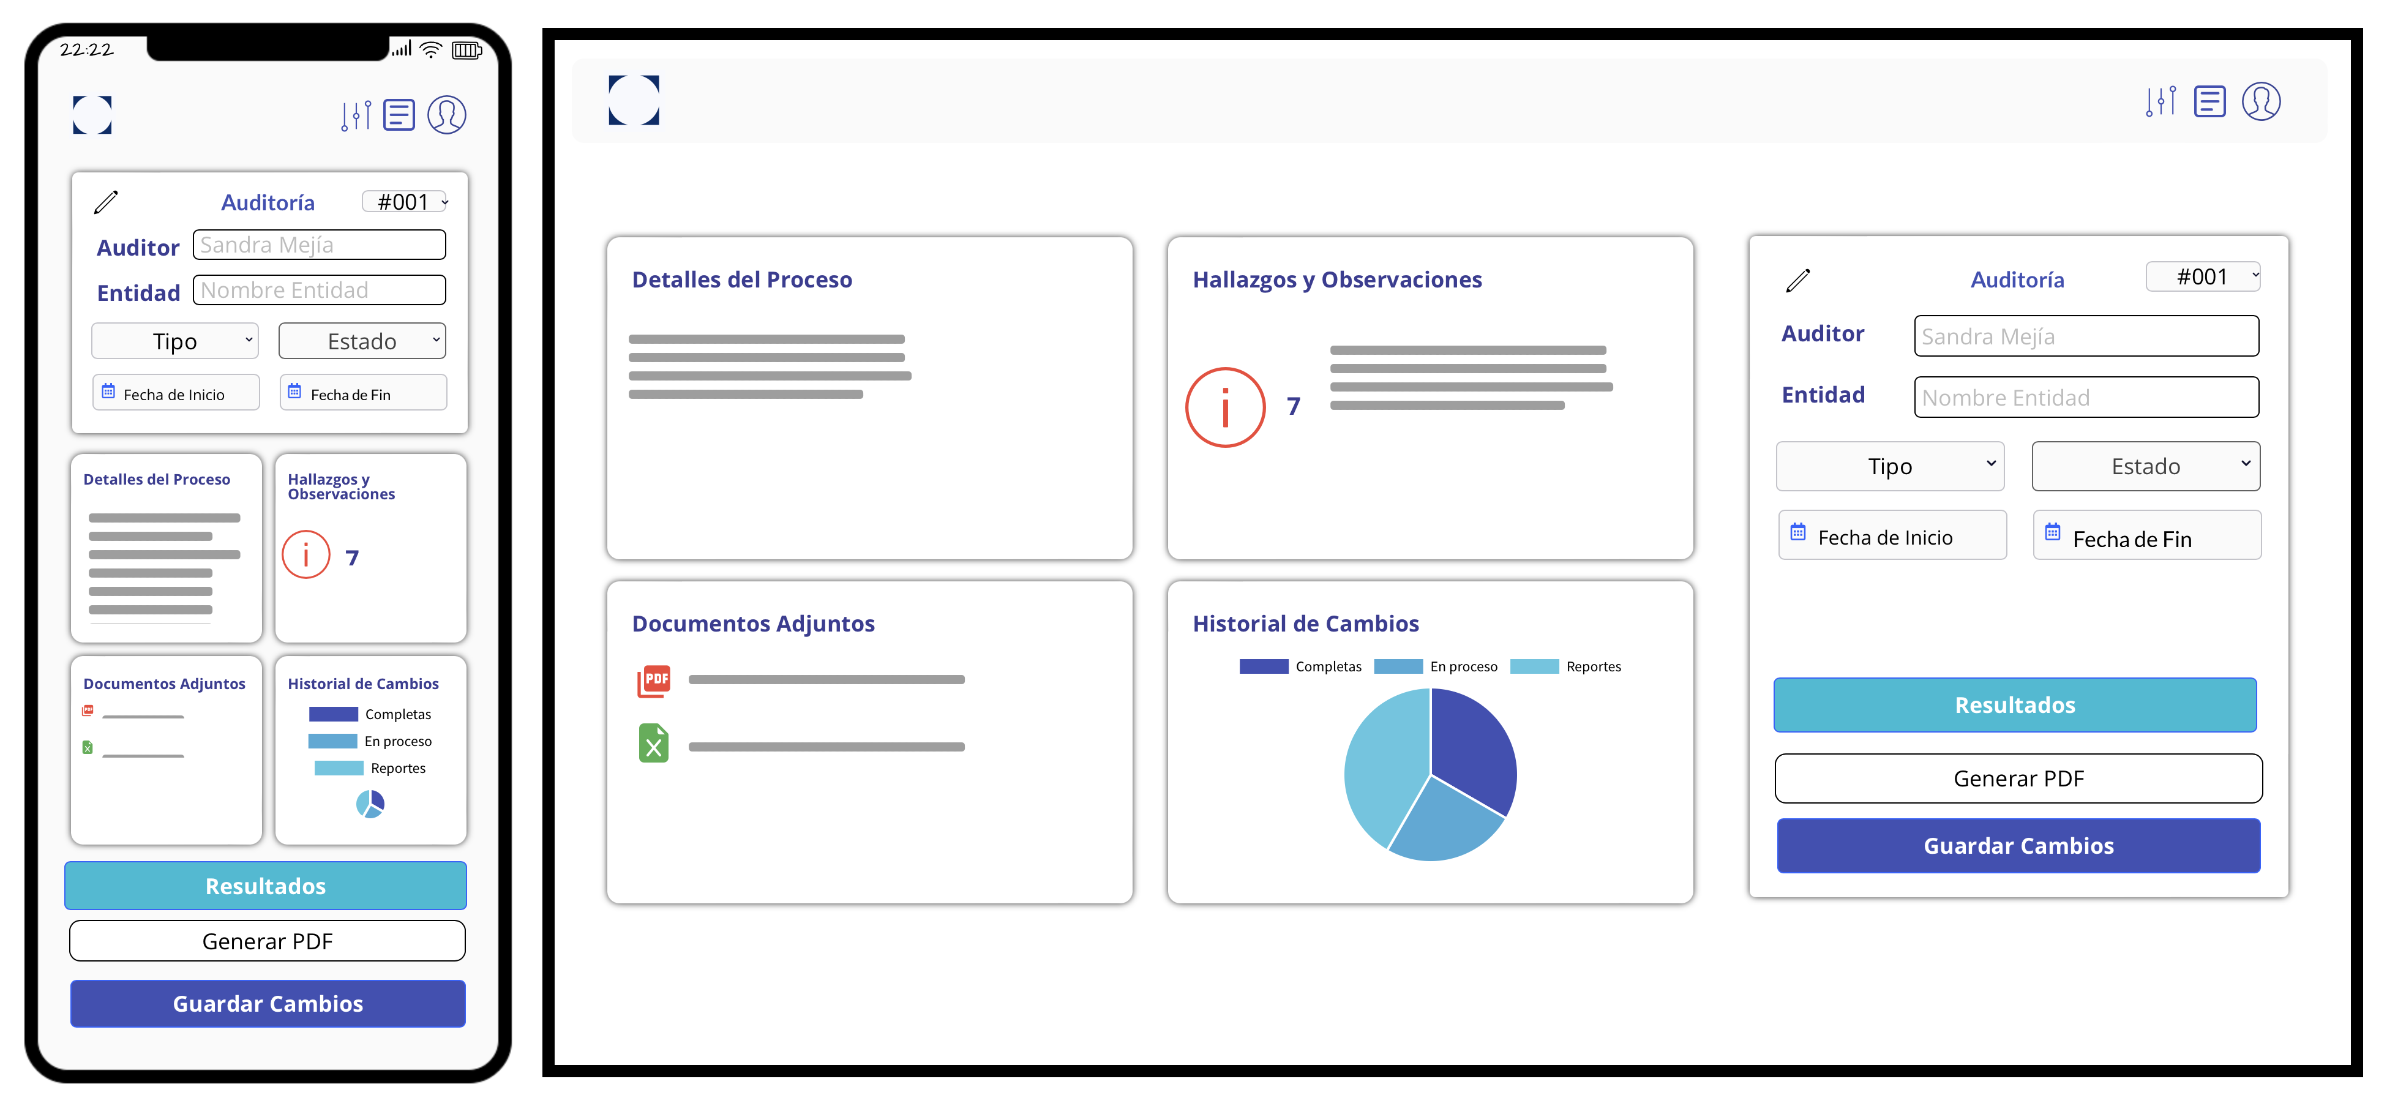 22:22
Auditoría
#001
Auditor
Sandra Mejía
Entidad
Nombre Entidad
Tipo
Estado
Fecha de Inicio
Fecha de Fin
Detalles del Proceso
Hallazgos y
Observaciones
i
7
Documentos Adjuntos
PDF
X
Historial de Cambios
Completas
En proceso
Reportes
Resultados
Generar PDF
Guardar Cambios
Detalles del Proceso
Hallazgos y Observaciones
i
7
Documentos Adjuntos
PDF
X
Historial de Cambios
Completas
En proceso
Reportes
Auditoría
#001
Auditor
Sandra Mejía
Entidad
Nombre Entidad
Tipo
Estado
Fecha de Inicio
Fecha de Fin
Resultados
Generar PDF
Guardar Cambios